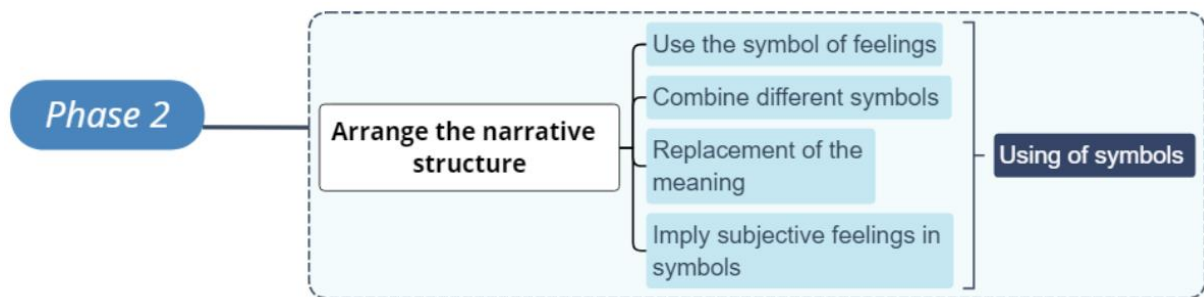 Phase 2
Arrange the narrative
structure
Use the symbol of feelings
Combine different symbols
Replacement of the
meaning
Imply subjective feelings in
symbols
Using of symbols